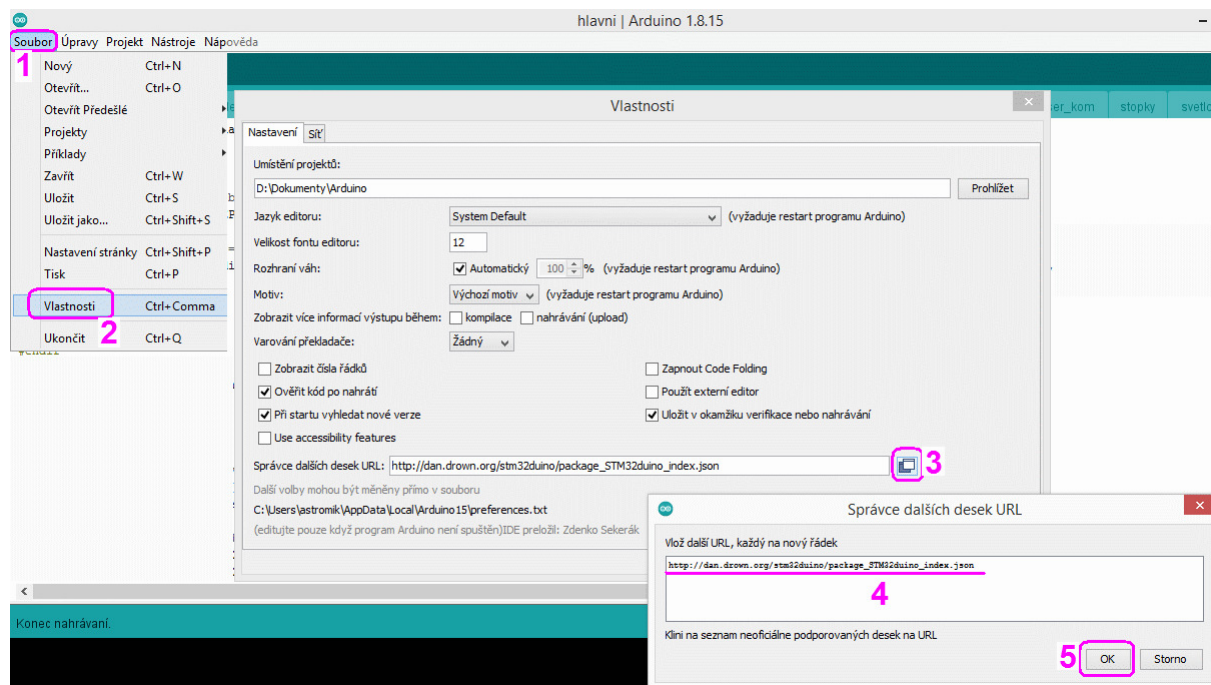 hlavni | Arduino 1.8.15
Soubor Úpravy Projekt Nástroje Nápověda
1
Nový Ctrl+N
Otevřít... Ctrl+O
Otevřít Předešlé
Projekty
Příklady
Zavřít Ctrl+W
Uložit Ctrl+S
Uložit jako... Ctrl+Shift+S
Nastavení stránky Ctrl+Shift+P
Tisk Ctrl+P
Vlastnosti Ctrl+Comma
2
Ukončit Ctrl+Q
er_kom stopky svetlo
Vlastnosti
Nastavení Síť
Umístění projektů:
D:\Dokumenty\Arduino Prohlížet
Jazyk editoru: System Default (vyžaduje restart programu Arduino)
Velikost fontu editoru: 12
Rozhraní váh: Automatický 100 % (vyžaduje restart programu Arduino)
Motiv: Výchozí motiv (vyžaduje restart programu Arduino)
Zobrazit více informací výstupu během: kompilace nahrávání (upload)
Varování překladače: Žádný
Zobrazit čísla řádků Zapnout Code Folding
Ověřit kód po nahrátí Použít externí editor
Při startu vyhledat nové verze Uložit v okamžiku verifikace nebo nahrávání
Use accessibility features
Správce dalších desek URL: http://dan.drown.org/stm32duino/package_STM32duino_index.json 3
Další volby mohou být měněny přímo v souboru
C:\Users\astromik\AppData\Local\Arduino15\preferences.txt
(editujte pouze když program Arduino není spuštěn)IDE preložil: Zdenko Sekerák
Správce dalších desek URL
Vlož další URL, každý na nový řádek
http://dan.drown.org/stm32duino/package_STM32duino_index.json
4
Klini na seznam neoficiálne podporovaných desek na URL
5 OK Storno
Konec nahrávaní.